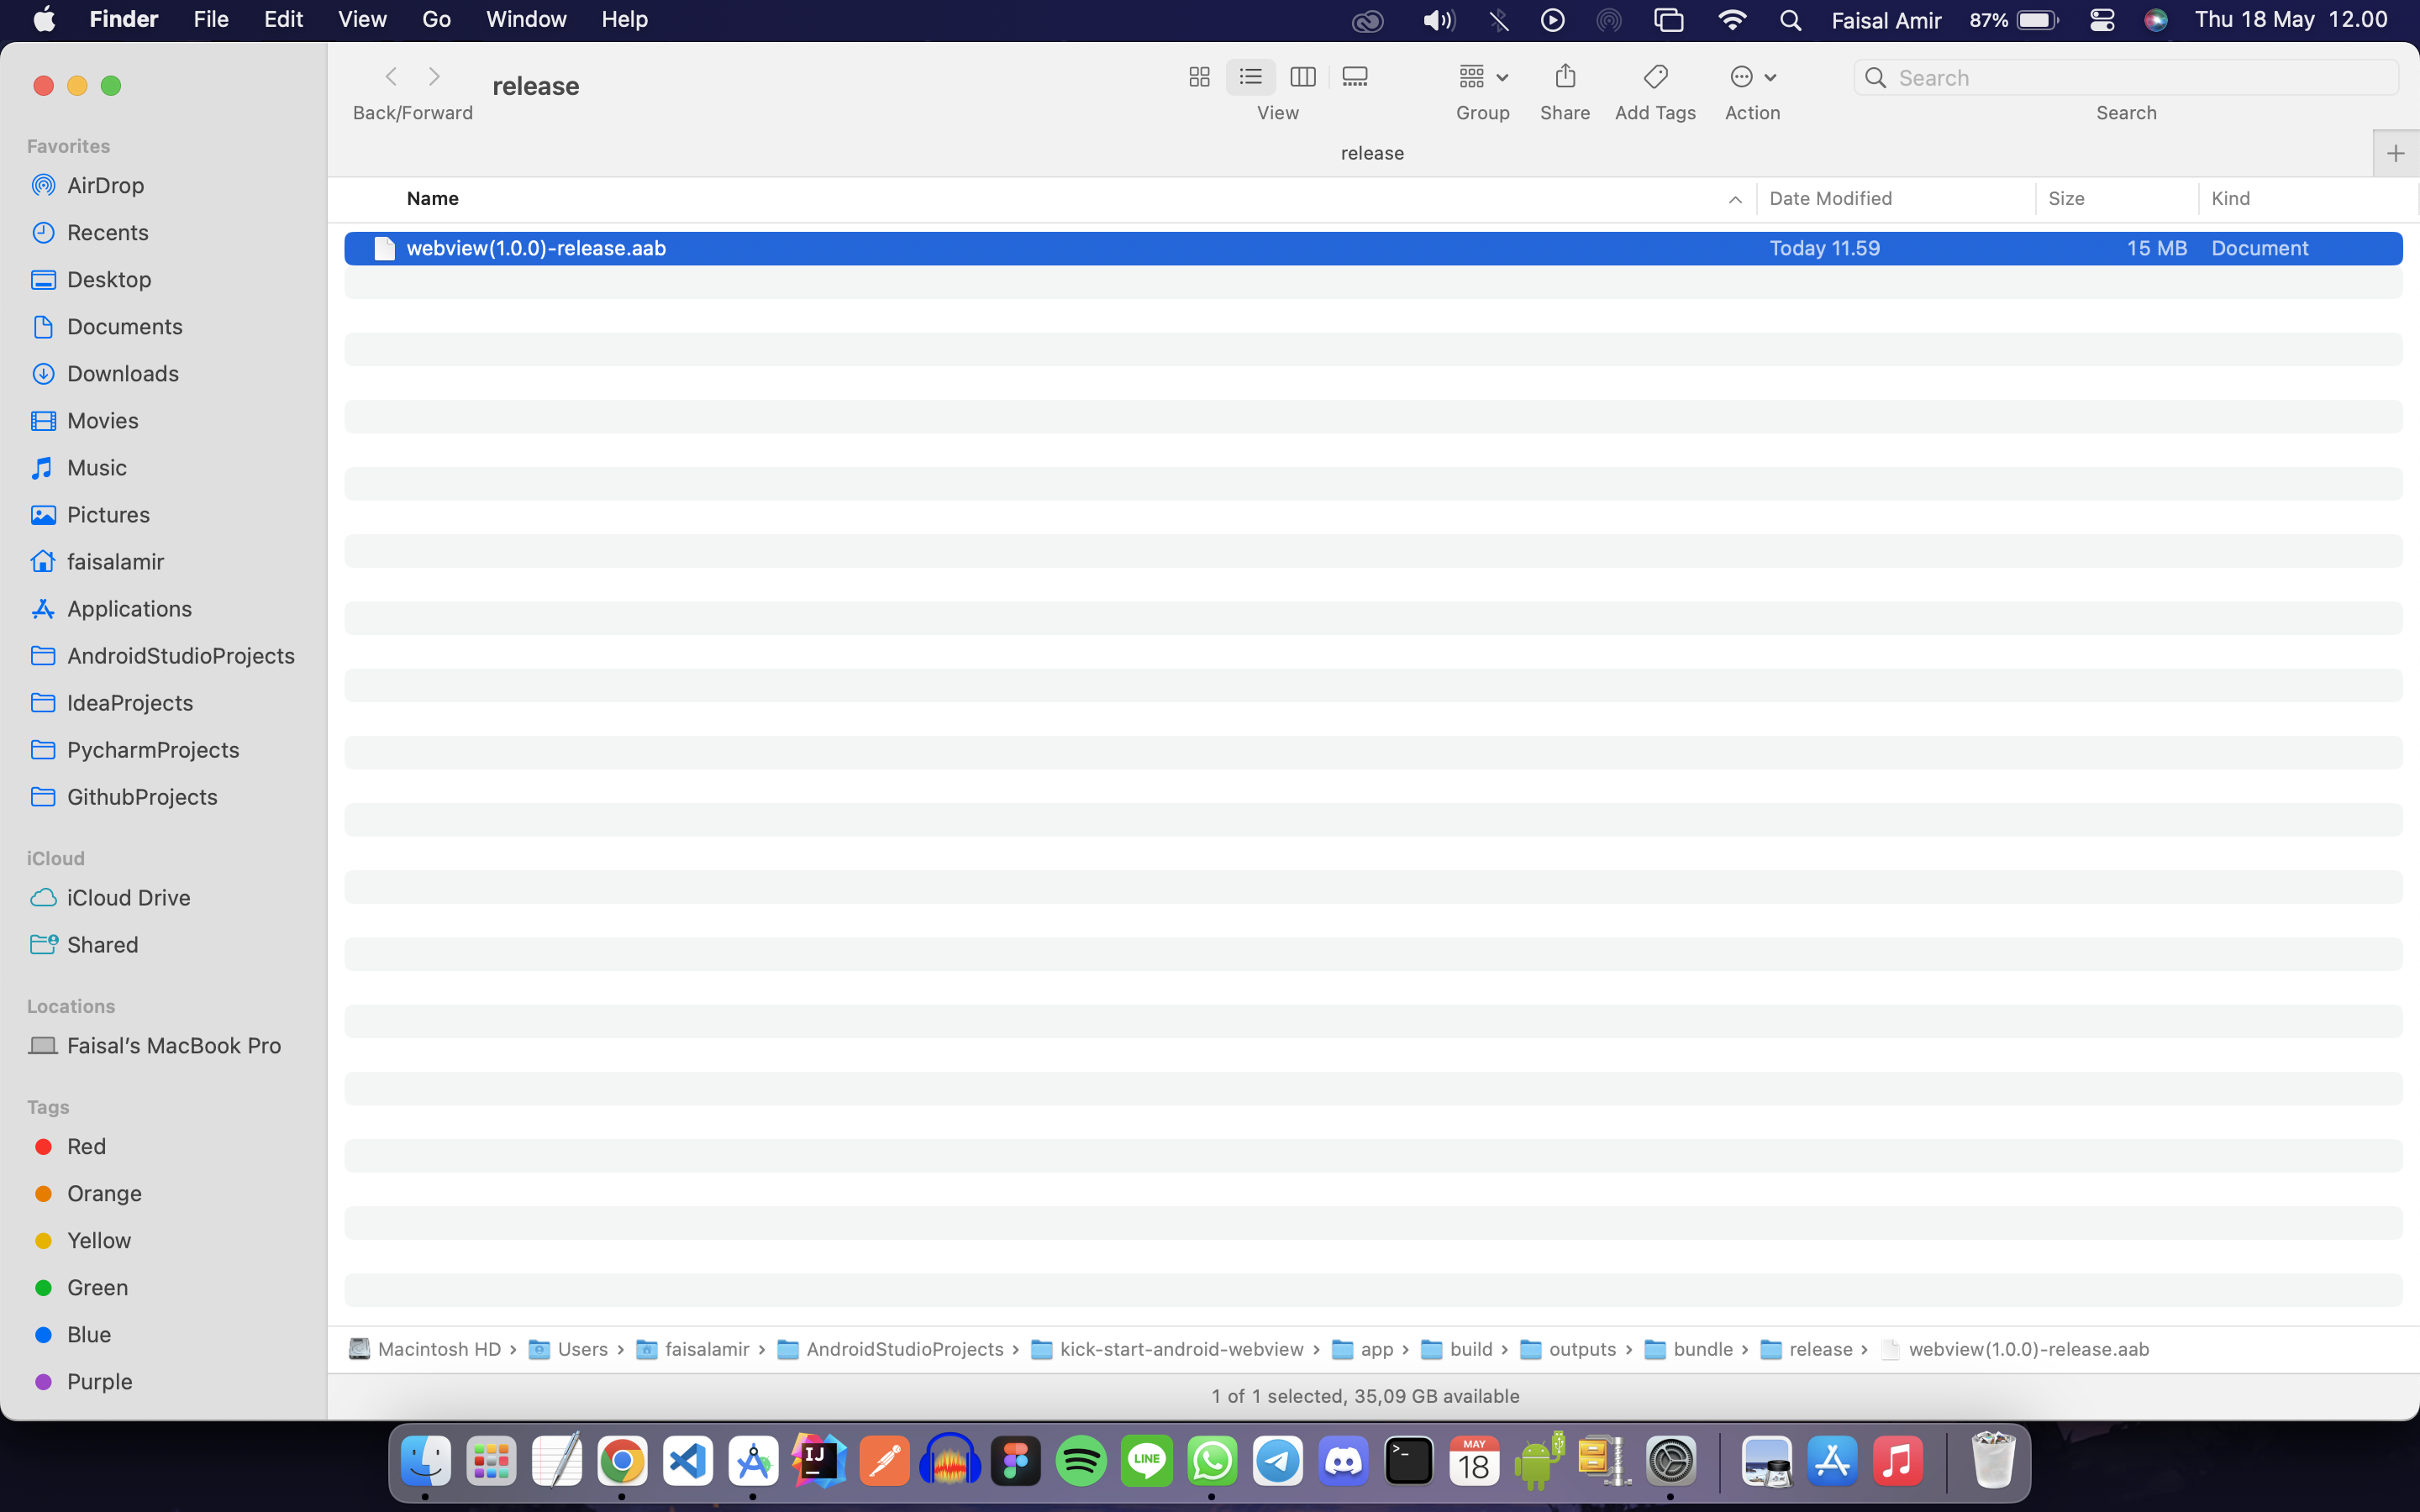 Finder File Edit View Go Window Help Faisal Amir 87% Thu 18 May 12.00
release
Back/Forward View Group Share Add Tags Action Search
Search
release
Name Date Modified Size Kind
webview(1.0.0)-release.aab Today 11.59 15 MB Document
Favorites
AirDrop
Recents
Desktop
Documents
Downloads
Movies
Music
Pictures
faisalamir
Applications
AndroidStudioProjects
IdeaProjects
PycharmProjects
GithubProjects
iCloud
iCloud Drive
Shared
Locations
Faisal’s MacBook Pro
Tags
Red
Orange
Yellow
Green
Blue
Purple
Macintosh HD › Users › faisalamir › AndroidStudioProjects › kick-start-android-webview › app › build › outputs › bundle › release › webview(1.0.0)-release.aab
1 of 1 selected, 35,09 GB available
IJ
LINE
>_
MAY
18